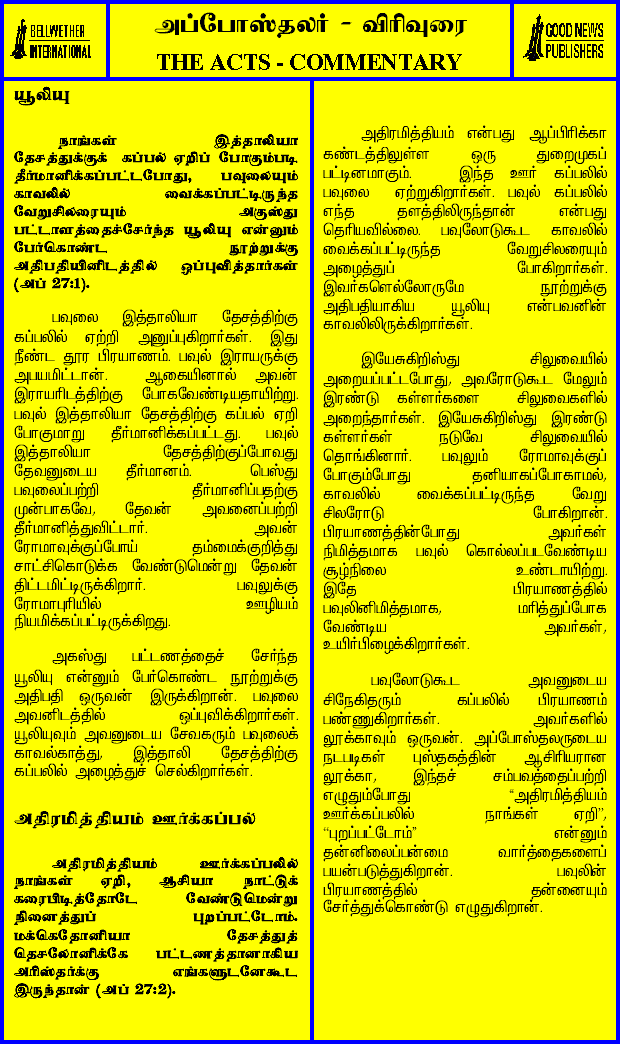 BELLWETHER
INTERNATIONAL
அப்போஸ்தலர் - விரிவுரை
THE ACTS - COMMENTARY
GOOD NEWS
PUBLISHERS
யூலியு
நாங்கள் இத்தாலியா
தேசத்துக்குக் கப்பல் ஏறிப் போகும்படி
தீர்மானிக்கப்பட்டபோது, பவுலையும்
காவலில் வைக்கப்பட்டிருந்த
வேறுசிலரையும் அகுஸ்து
பட்டாளத்தைச்சேர்ந்த யூலியு என்னும்
பேர்கொண்ட நூற்றுக்கு
அதிபதியினிடத்தில் ஒப்புவித்தார்கள்
(அப் 27:1).
பவுலை இத்தாலியா தேசத்திற்கு
கப்பலில் ஏற்றி அனுப்புகிறார்கள். இது
நீண்ட தூர பிரயாணம். பவுல் இராயருக்கு
அபயமிட்டான். ஆகையினால் அவன்
இராயரிடத்திற்கு போகவேண்டியதாயிற்று.
பவுல் இத்தாலியா தேசத்திற்கு கப்பல் ஏறி
போகுமாறு தீர்மானிக்கப்பட்டது. பவுல்
இத்தாலியா தேசத்திற்குப்போவது
தேவனுடைய தீர்மானம். பெஸ்து
பவுலைப்பற்றி தீர்மானிப்பதற்கு
முன்பாகவே, தேவன் அவனைப்பற்றி
தீர்மானித்துவிட்டார். அவன்
ரோமாவுக்குப்போய் தம்மைக்குறித்து
சாட்சிகொடுக்க வேண்டுமென்று தேவன்
திட்டமிட்டிருக்கிறார். பவுலுக்கு
ரோமாபுரியில் ஊழியம்
நியமிக்கப்பட்டிருக்கிறது.
அகஸ்து பட்டணத்தைச் சேர்ந்த
யூலியு என்னும் பேர்கொண்ட நூற்றுக்கு
அதிபதி ஒருவன் இருக்கிறான். பவுலை
அவனிடத்தில் ஒப்புவிக்கிறார்கள்.
யூலியுவும் அவனுடைய சேவகரும் பவுலைக்
காவல்காத்து, இத்தாலி தேசத்திற்கு
கப்பலில் அழைத்துச் செல்கிறார்கள்.
அதிரமித்தியம் ஊர்க்கப்பல்
அதிரமித்தியம் ஊர்க்கப்பலில்
நாங்கள் ஏறி, ஆசியா நாட்டுக்
கரைபிடித்தோடே வேண்டுமென்று
நினைத்துப் புறப்பட்டோம்.
மக்கெதோனியா தேசத்துத்
தெசலோனிக்கே பட்டணத்தானாகிய
அரிஸ்தர்க்கு எங்களுடனேகூட
இருந்தான் (அப் 27:2).
அதிரமித்தியம் என்பது ஆப்பிரிக்கா
கண்டத்திலுள்ள ஒரு துறைமுகப்
பட்டினமாகும். இந்த ஊர் கப்பலில்
பவுலை ஏற்றுகிறார்கள். பவுல் கப்பலில்
எந்த தளத்திலிருந்தான் என்பது
தெரியவில்லை. பவுலோடுகூட காவலில்
வைக்கப்பட்டிருந்த வேறுசிலரையும்
அழைத்துப் போகிறார்கள்.
இவர்களெல்லோருமே நூற்றுக்கு
அதிபதியாகிய யூலியு என்பவனின்
காவலிலிருக்கிறார்கள்.
இயேசுகிறிஸ்து சிலுவையில்
அறையப்பட்டபோது, அவரோடுகூட மேலும்
இரண்டு கள்ளர்களை சிலுவைகளில்
அறைந்தார்கள். இயேசுகிறிஸ்து இரண்டு
கள்ளர்கள் நடுவே சிலுவையில்
தொங்கினார். பவுலும் ரோமாவுக்குப்
போகும்போது தனியாகப்போகாமல்,
காவலில் வைக்கப்பட்டிருந்த வேறு
சிலரோடு போகிறான்.
பிரயாணத்தின்போது அவர்கள்
நிமித்தமாக பவுல் கொல்லப்படவேண்டிய
சூழ்நிலை உண்டாயிற்று.
இதே பிரயாணத்தில்
பவுலினிமித்தமாக, மரித்துப்போக
வேண்டிய அவர்கள்,
உயிர்பிழைக்கிறார்கள்.
பவுலோடுகூட அவனுடைய
சிநேகிதரும் கப்பலில் பிரயாணம்
பண்ணுகிறார்கள். அவர்களில்
லூக்காவும் ஒருவன். அப்போஸ்தலருடைய
நடபடிகள் புஸ்தகத்தின் ஆசிரியரான
லூக்கா, இந்தச் சம்பவத்தைப்பற்றி
எழுதும்போது “அதிரமித்தியம்
ஊர்க்கப்பலில் நாங்கள் ஏறி”,
“புறப்பட்டோம்” என்னும்
தன்னிலைப்பன்மை வார்த்தைகளைப்
பயன்படுத்துகிறான். பவுலின்
பிரயாணத்தில் தன்னையும்
சேர்த்துக்கொண்டு எழுதுகிறான்.